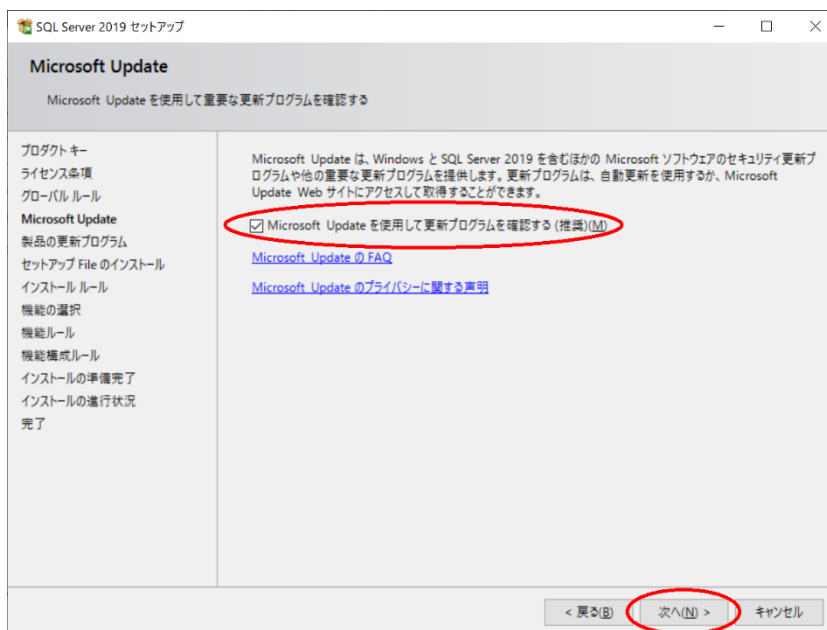 SQL Server 2019 セットアップ
Microsoft Update
Microsoft Update を使用して重要な更新プログラムを確認する
プロダクト キー
ライセンス条項
グローバル ルール
Microsoft Update
製品の更新プログラム
セットアップ File のインストール
インストール ルール
機能の選択
機能ルール
機能構成ルール
インストールの準備完了
インストールの進行状況
完了
Microsoft Update は、Windows と SQL Server 2019 を含むほかの Microsoft ソフトウェアのセキュリティ更新プ
ログラムや他の重要な更新プログラムを提供します。更新プログラムは、自動更新を使用するか、Microsoft
Update Web サイトにアクセスして取得することができます。
Microsoft Update を使用して更新プログラムを確認する (推奨)(M)
Microsoft Update の FAQ
Microsoft Update のプライバシーに関する声明
< 戻る(B)
次へ(N) >
キャンセル